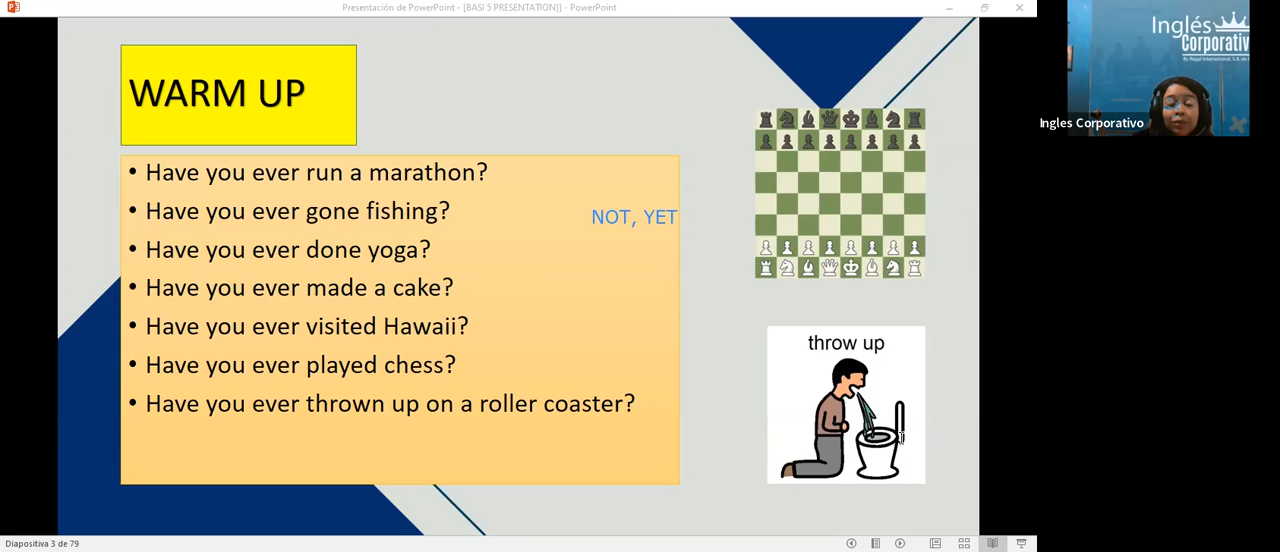 Presentación de PowerPoint - [BASI 5 PRESENTATION)] - PowerPoint
WARM UP
• Have you ever run a marathon?
• Have you ever gone fishing?
NOT, YET
• Have you ever done yoga?
• Have you ever made a cake?
• Have you ever visited Hawaii?
• Have you ever played chess?
• Have you ever thrown up on a roller coaster?
throw up
Inglés
Corporativ
Ingles Corporativo
Diapositiva 3 de 79